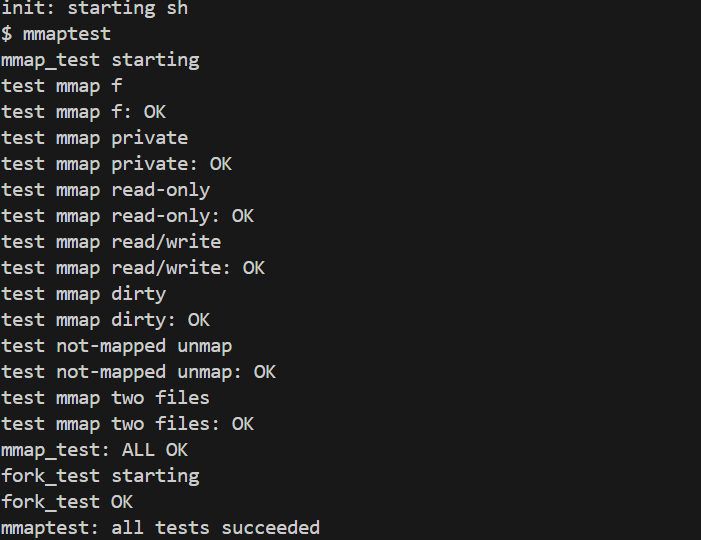 init: starting sh
$ mmaptest
mmap_test starting
test mmap f
test mmap f: OK
test mmap private
test mmap private: OK
test mmap read-only
test mmap read-only: OK
test mmap read/write
test mmap read/write: OK
test mmap dirty
test mmap dirty: OK
test not-mapped unmap
test not-mapped unmap: OK
test mmap two files
test mmap two files: OK
mmap_test: ALL OK
fork_test starting
fork_test OK
mmaptest: all tests succeeded